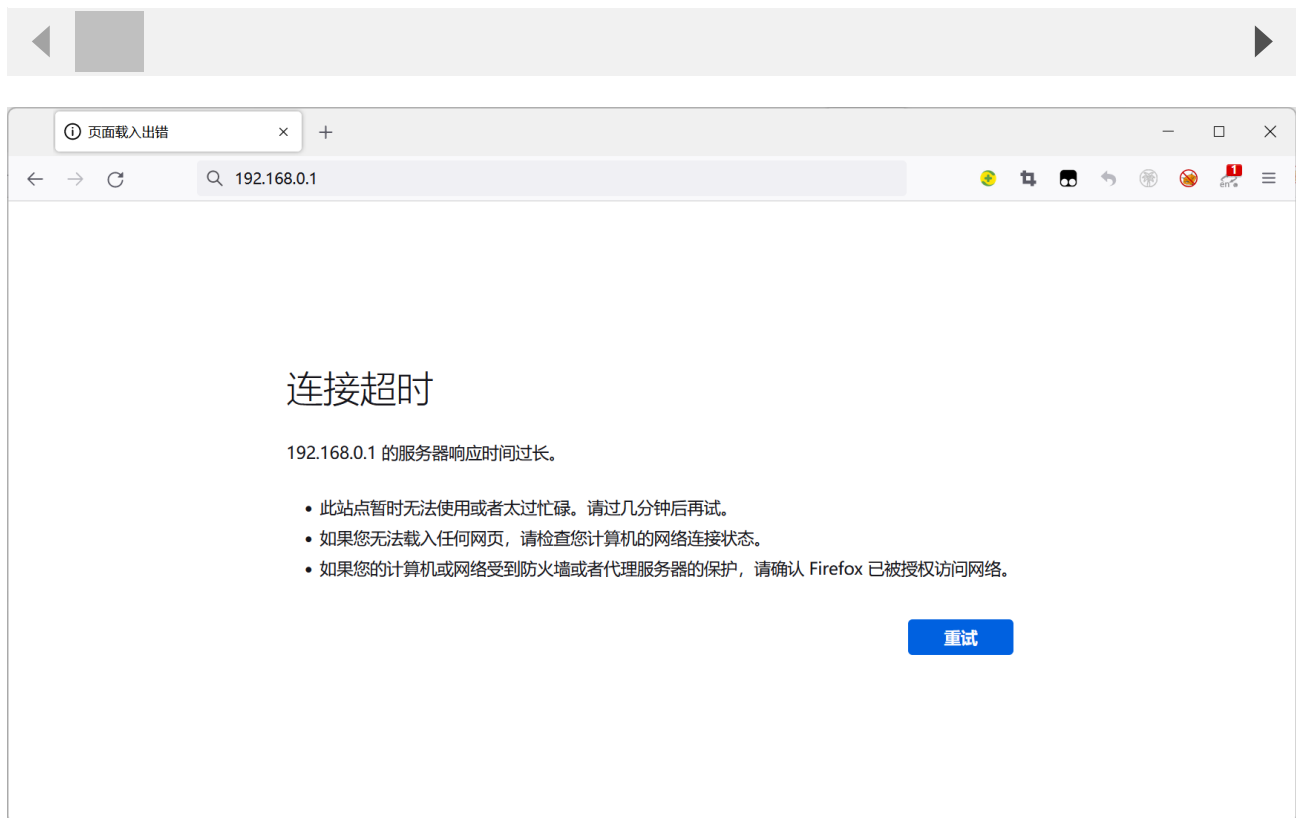 页面载入出错
192.168.0.1
1
en
连接超时
192.168.0.1 的服务器响应时间过长。
此站点暂时无法使用或者太过忙碌。请过几分钟后再试。
如果您无法载入任何网页，请检查您计算机的网络连接状态。
如果您的计算机或网络受到防火墙或者代理服务器的保护，请确认 Firefox 已被授权访问网络。
重试